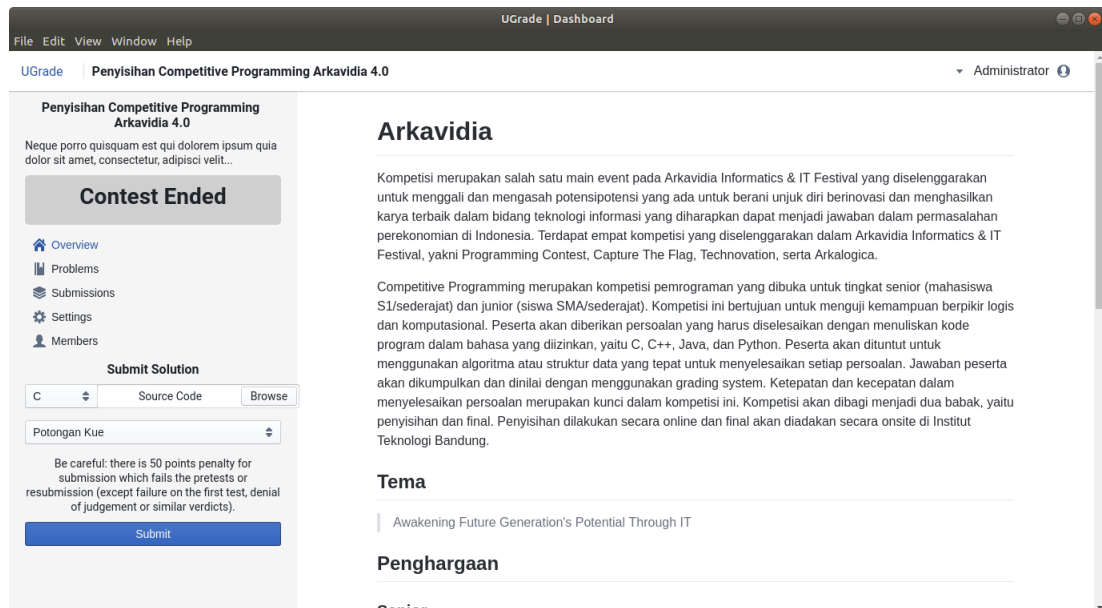 UGrade | Dashboard
File Edit View Window Help
UGrade Penyisihan Competitive Programming Arkavidia 4.0 Administrator
Penyisihan Competitive Programming
Arkavidia 4.0
Neque porro quisquam est qui dolorem ipsum quia
dolor sit amet, consectetur, adipisci velit...
Contest Ended
Overview
Problems
Submissions
Settings
Members
Submit Solution
C Source Code Browse
Potongan Kue
Be careful: there is 50 points penalty for
submission which fails the pretests or
resubmission (except failure on the first test, denial
of judgement or similar verdicts).
Submit
Arkavidia
Kompetisi merupakan salah satu main event pada Arkavidia Informatics & IT Festival yang diselenggarakan
untuk menggali dan mengasah potensipotensi yang ada untuk berani unjuk diri berinovasi dan menghasilkan
karya terbaik dalam bidang teknologi informasi yang diharapkan dapat menjadi jawaban dalam permasalahan
perekonomian di Indonesia. Terdapat empat kompetisi yang diselenggarakan dalam Arkavidia Informatics & IT
Festival, yakni Programming Contest, Capture The Flag, Technovation, serta Arkalogica.
Competitive Programming merupakan kompetisi pemrograman yang dibuka untuk tingkat senior (mahasiswa
S1/sederajat) dan junior (siswa SMA/sederajat). Kompetisi ini bertujuan untuk menguji kemampuan berpikir logis
dan komputasional. Peserta akan diberikan persoalan yang harus diselesaikan dengan menuliskan kode
program dalam bahasa yang diizinkan, yaitu C, C++, Java, dan Python. Peserta akan dituntut untuk
menggunakan algoritma atau struktur data yang tepat untuk menyelesaikan setiap persoalan. Jawaban peserta
akan dikumpulkan dan dinilai dengan menggunakan grading system. Ketepatan dan kecepatan dalam
menyelesaikan persoalan merupakan kunci dalam kompetisi ini. Kompetisi akan dibagi menjadi dua babak, yaitu
penyisihan dan final. Penyisihan dilakukan secara online dan final akan diadakan secara onsite di Institut
Teknologi Bandung.
Tema
Awakening Future Generation's Potential Through IT
Penghargaan